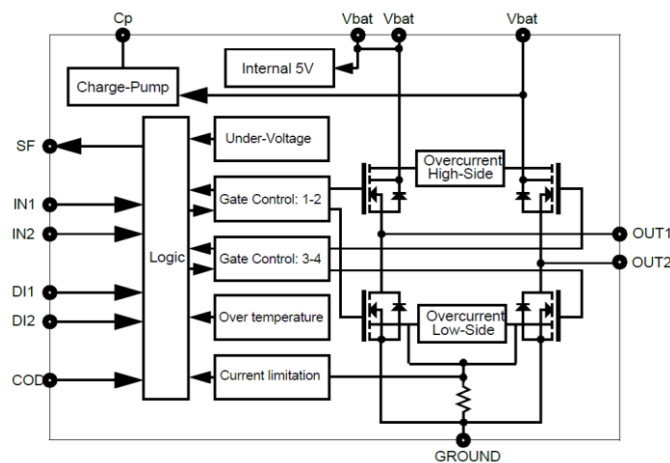 Cp
Vbat
Vbat
Vbat
Internal 5V
Charge-Pump
SF
Under-Voltage
Overcurrent
High-Side
IN1
Gate Control: 1-2
IN2
OUT1
Logic
Gate Control: 3-4
OUT2
DI1
DI2
Over temperature
Overcurrent
Low-Side
COD
Current limitation
GROUND